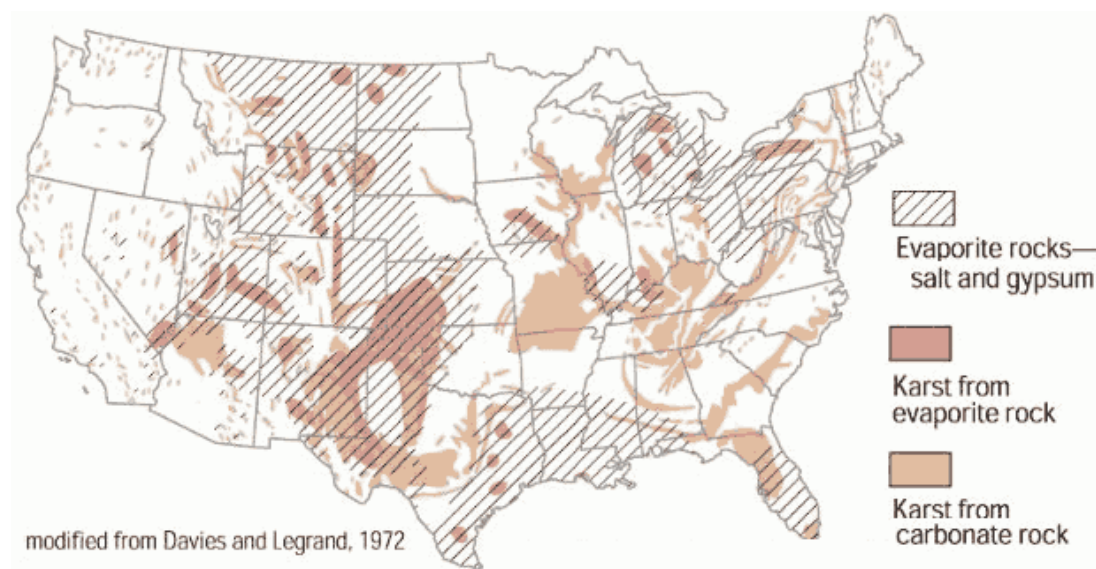 Evaporite rocks—
salt and gypsum
Karst from
evaporite rock
Karst from
carbonate rock
modified from Davies and Legrand, 1972